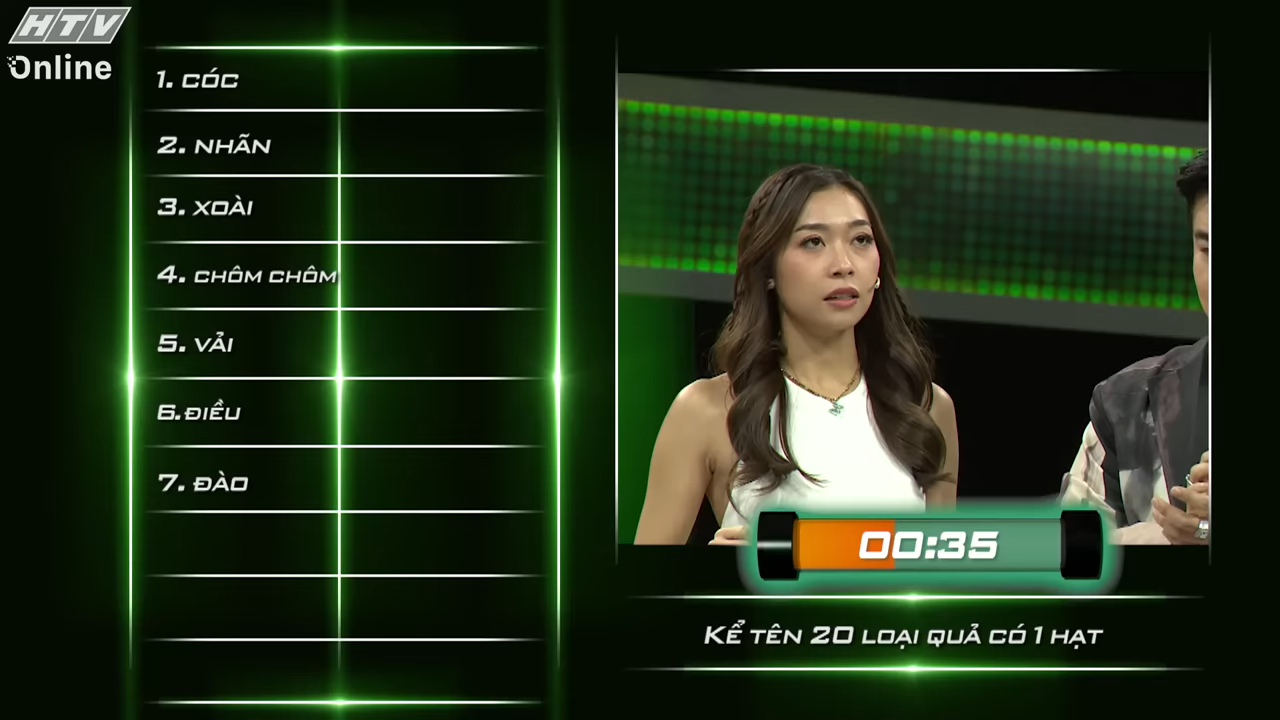 HTV
Online
1. CÓC
2. NHÃN
3. XOÀI
4. CHÔM CHÔM
5. VẢI
6. ĐIỀU
7. ĐÀO
00:35
KỂ TÊN 20 LOẠI QUẢ CÓ 1 HẠT